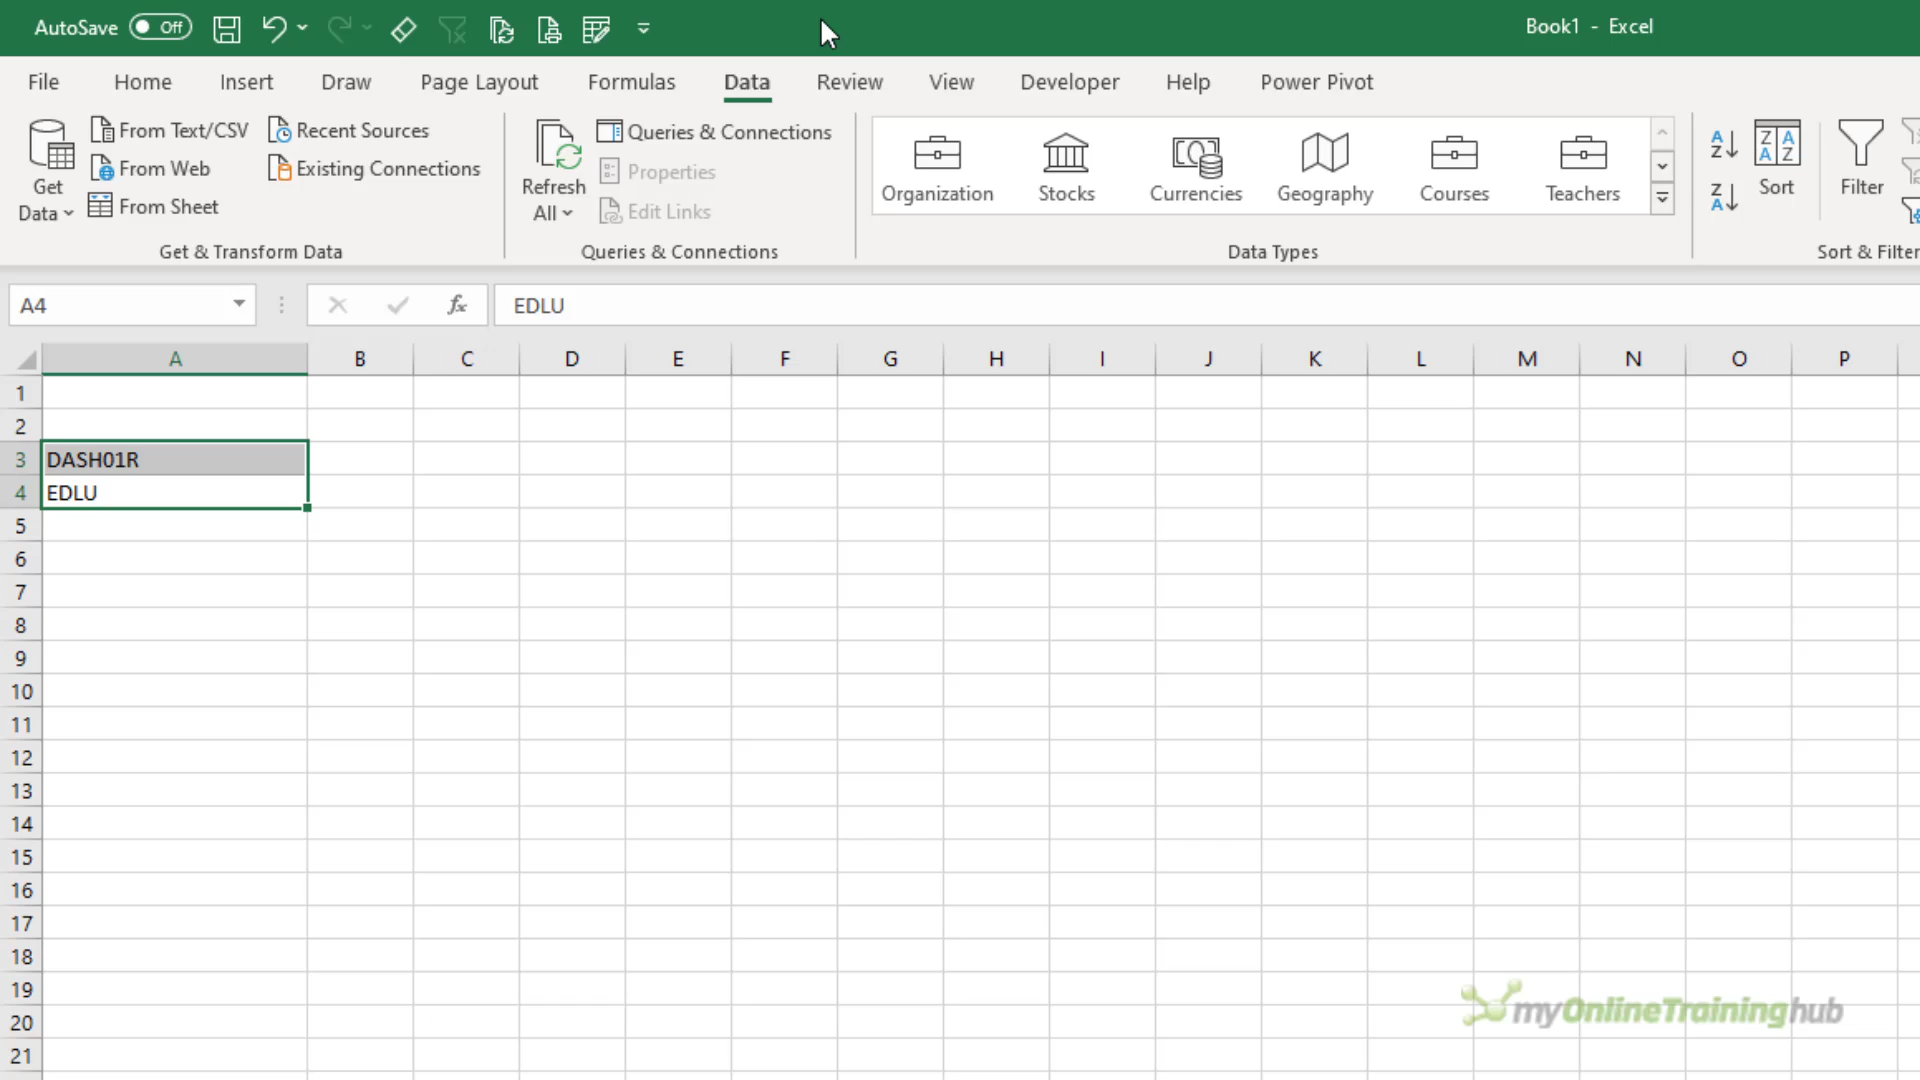 AutoSave Off Book1 - Excel
File Home Insert Draw Page Layout Formulas Data Review View Developer Help Power Pivot
Get Data
From Text/CSV
From Web
From Sheet
Recent Sources
Existing Connections
Get & Transform Data
Refresh All
Queries & Connections
Properties
Edit Links
Queries & Connections
Organization Stocks Currencies Geography Courses Teachers
Data Types
Sort Filter
Sort & Filter
A4 fx EDLU
A B C D E F G H I J K L M N O P
1
2
3 DASH01R
4 EDLU
5
6
7
8
9
10
11
12
13
14
15
16
17
18
19
20
21
myOnlineTraininghub